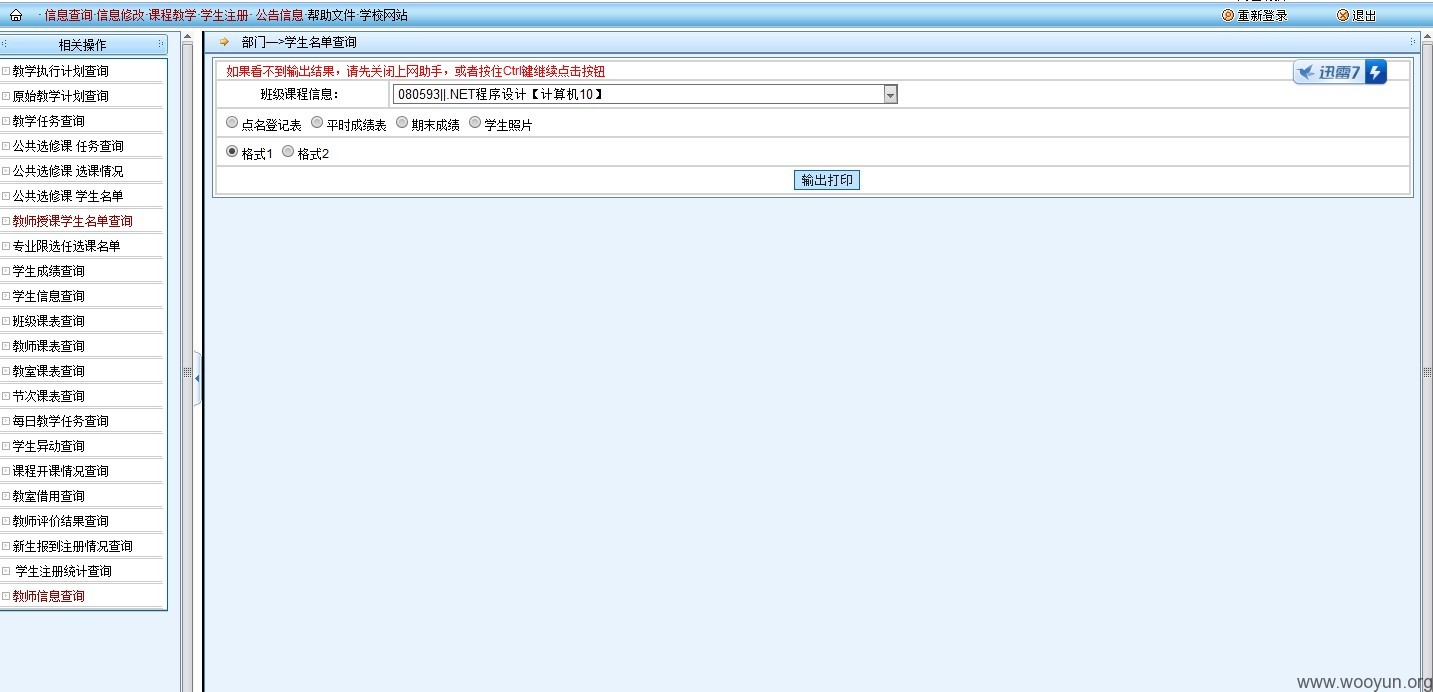 · 信息查询· 信息修改· 课程教学· 学生注册· 公告信息· 帮助文件· 学校网站
重新登录 退出
相关操作
教学执行计划查询
原始教学计划查询
教学任务查询
公共选修课 任务查询
公共选修课 选课情况
公共选修课 学生名单
教师授课学生名单查询
专业限选任选课名单
学生成绩查询
学生信息查询
班级课表查询
教师课表查询
教室课表查询
节次课表查询
每日教学任务查询
学生异动查询
课程开课情况查询
教室借用查询
教师评价结果查询
新生报到注册情况查询
学生注册统计查询
教师信息查询
部门—>学生名单查询
如果看不到输出结果，请先关闭上网助手，或者按住Ctrl键继续点击按钮
迅雷7
班级课程信息： 080593||.NET程序设计【计算机10】
点名登记表 平时成绩表 期末成绩 学生照片
格式1 格式2
输出打印
www.wooyun.org